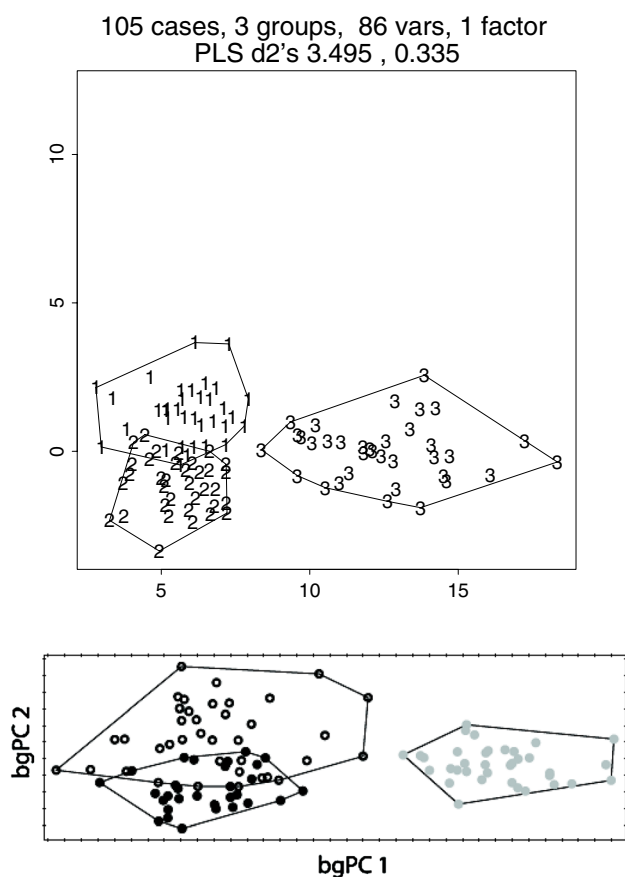 105 cases, 3 groups, 86 vars, 1 factor
PLS d2's 3.495 , 0.335
10
5
0
5 10 15
bgPC 2
bgPC 1